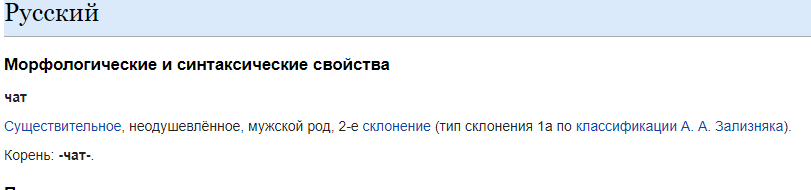 Русский
Морфологические и синтаксические свойства
чат
Существительное, неодушевлённое, мужской род, 2-е склонение (тип склонения 1a по классификации А. А. Зализняка).
Корень: -чат-.